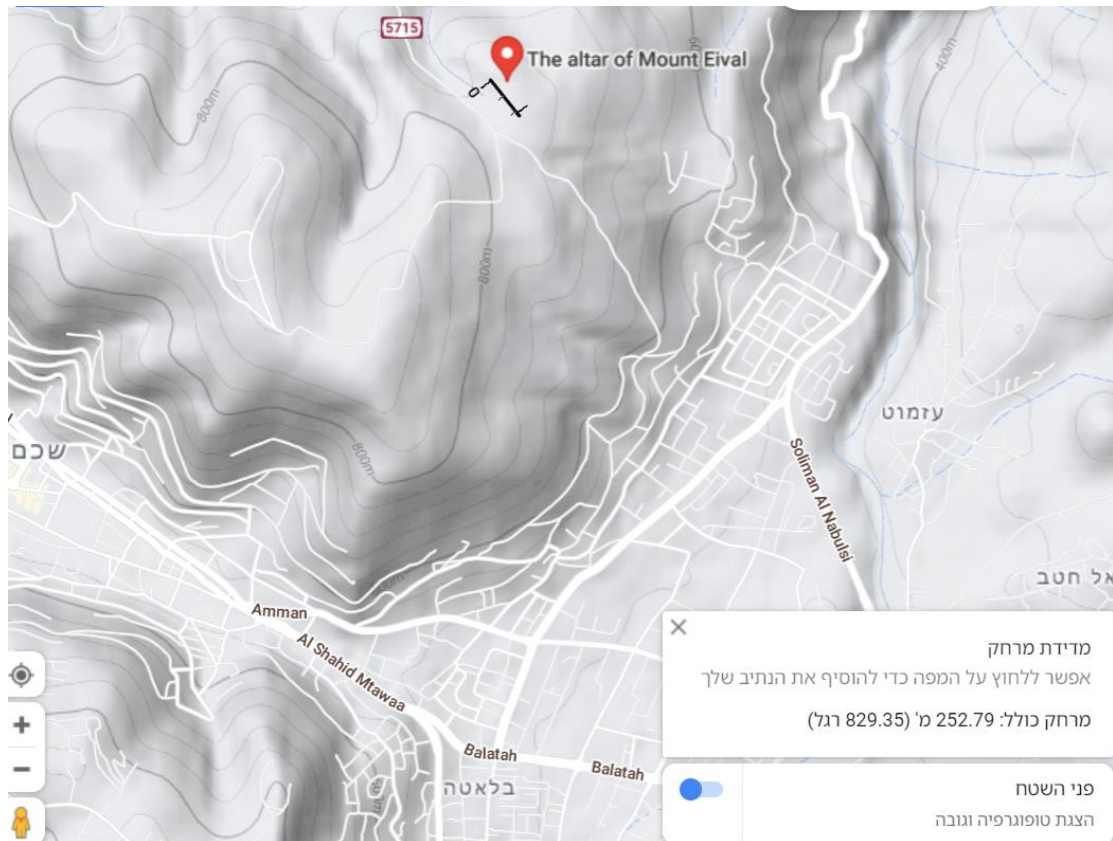 5715
The altar of Mount Eival
0
800m
400m
800m
עזמוט
שכם
800m
Soliman Al Nabulsi
אל חטב
Amman
Al Shahid Mtawaa
מדידת מרחק
אפשר ללחוץ על המפה כדי להוסיף את הנתיב שלך
מרחק כולל: 252.79 מ' (829.35 רגל)
Balatah
Balatah
בלאטה
פני השטח
הצגת טופוגרפיה וגובה